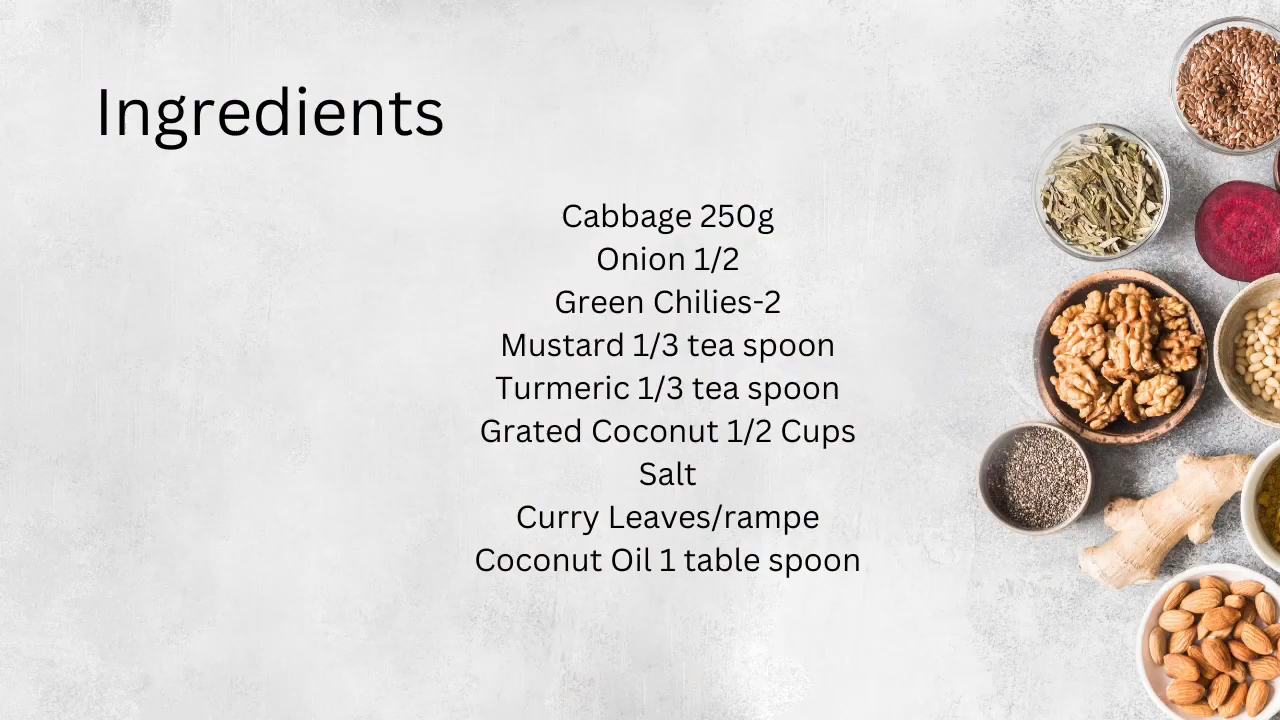 Ingredients
Cabbage 250g
Onion 1/2
Green Chilies-2
Mustard 1/3 tea spoon
Turmeric 1/3 tea spoon
Grated Coconut 1/2 Cups
Salt
Curry Leaves/rampe
Coconut Oil 1 table spoon